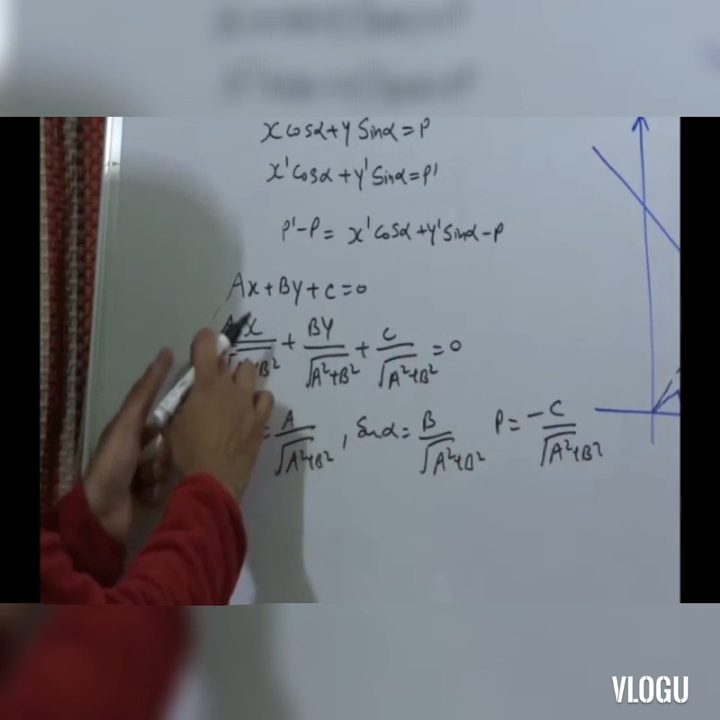 x cosα + y Sinα = P
x' cosα + y' Sinα = P'
P' - P = x' cosα + y' Sinα - P
Ax + By + C = 0
x/ B² + BY/√A²+B² + C/√A²+B² = 0
= A/√A²+B² , Sinα = B/√A²+B² P = -C/√A²+B²
VLOGU